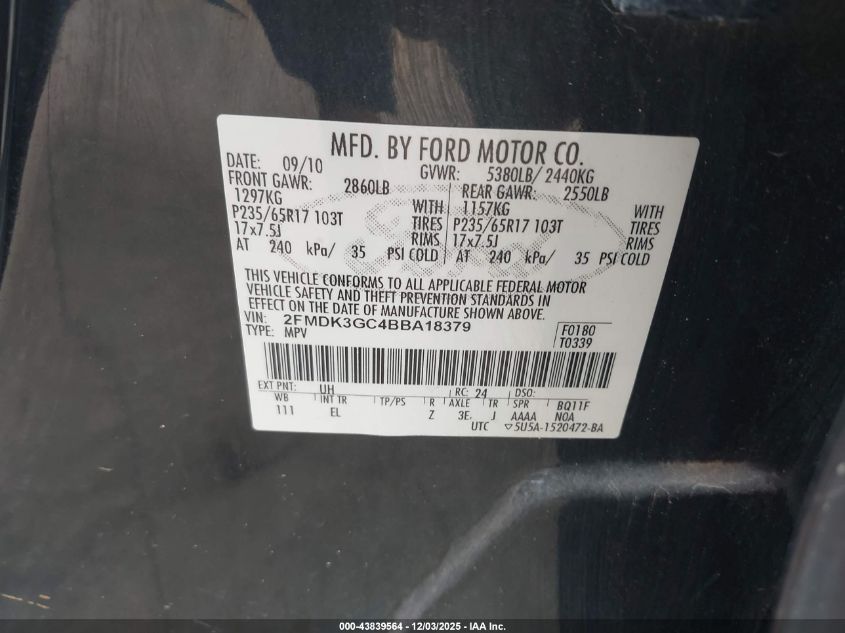 MFD. BY FORD MOTOR CO.
DATE: 09/10 GVWR: 5380LB/ 2440KG
FRONT GAWR: 2860LB REAR GAWR: 2550LB
1297KG WITH 1157KG WITH
P235/65R17 103T TIRES P235/65R17 103T TIRES
17x7.5J RIMS 17x7.5J RIMS
AT 240 kPa/ 35 PSI COLD AT 240 kPa/ 35 PSI COLD
THIS VEHICLE CONFORMS TO ALL APPLICABLE FEDERAL MOTOR
VEHICLE SAFETY AND THEFT PREVENTION STANDARDS IN
EFFECT ON THE DATE OF MANUFACTURE SHOWN ABOVE.
VIN: 2FMDK3GC4BBA18379 F0180
TYPE: MPV T0339
EXT PNT: UH RC: 24 DSO:
WB INT TR TP/PS R AXLE TR SPR BQ11F
111 EL Z 3E J AAAA NOA
UTC ▽5U5A-1520472-BA
000-43839564 - 12/03/2025 - IAA Inc.